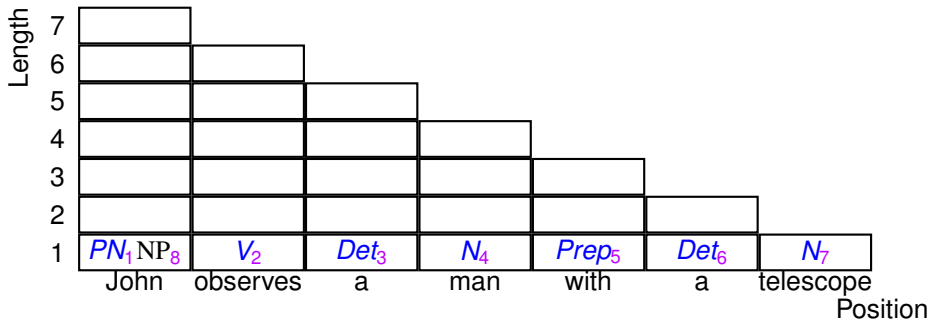 Length
7
6
5
4
3
2
1 PN₁ NP₈ V₂ Det₃ N₄ Prep₅ Det₆ N₇
John observes a man with a telescope
Position